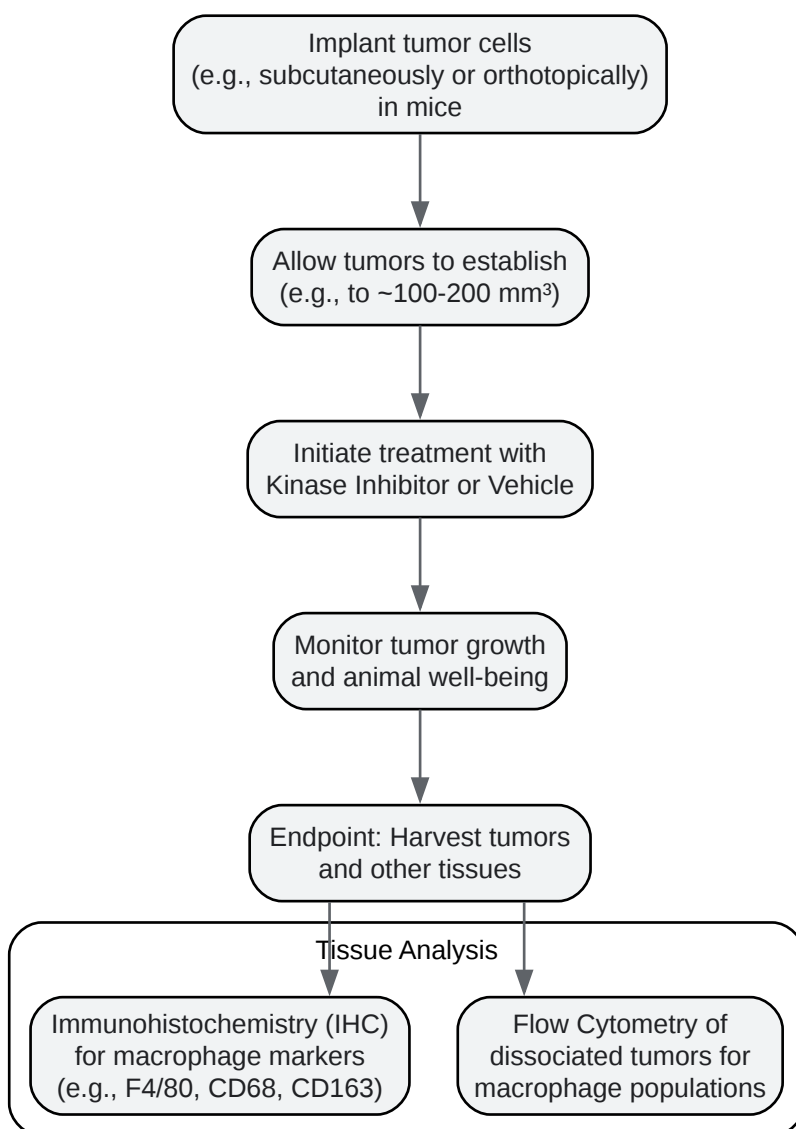 Implant tumor cells
(e.g., subcutaneously or orthotopically)
in mice
Allow tumors to establish
(e.g., to ~100-200 mm³)
Initiate treatment with
Kinase Inhibitor or Vehicle
Monitor tumor growth
and animal well-being
Endpoint: Harvest tumors
and other tissues
Tissue Analysis
Immunohistochemistry (IHC)
for macrophage markers
(e.g., F4/80, CD68, CD163)
Flow Cytometry of
dissociated tumors for
macrophage populations